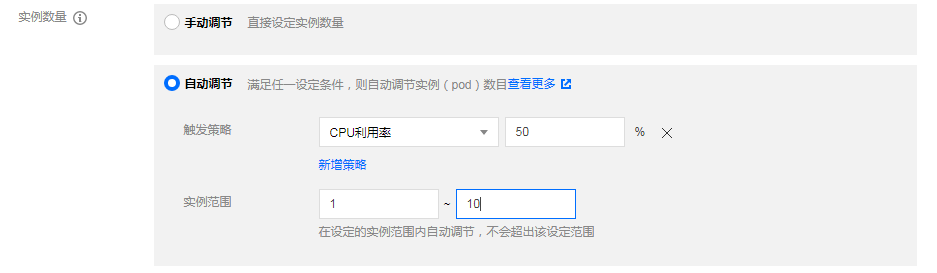 实例数量
手动调节 直接设定实例数量
自动调节 满足任一设定条件，则自动调节实例（pod）数目查看更多
触发策略 CPU利用率 50 %
新增策略
实例范围 1 ~ 10
在设定的实例范围内自动调节，不会超出该设定范围